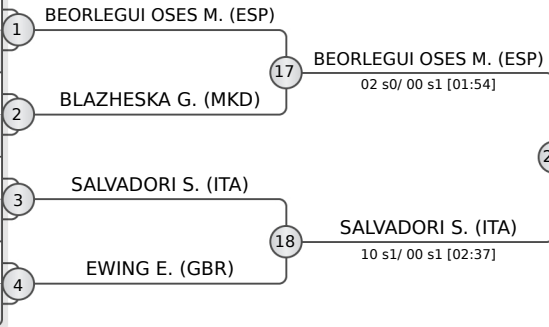 BEORLEGUI OSES M. (ESP)
1
17
BEORLEGUI OSES M. (ESP)
02 s0/ 00 s1 [01:54]
BLAZHESKA G. (MKD)
2
SALVADORI S. (ITA)
3
18
SALVADORI S. (ITA)
10 s1/ 00 s1 [02:37]
EWING E. (GBR)
4